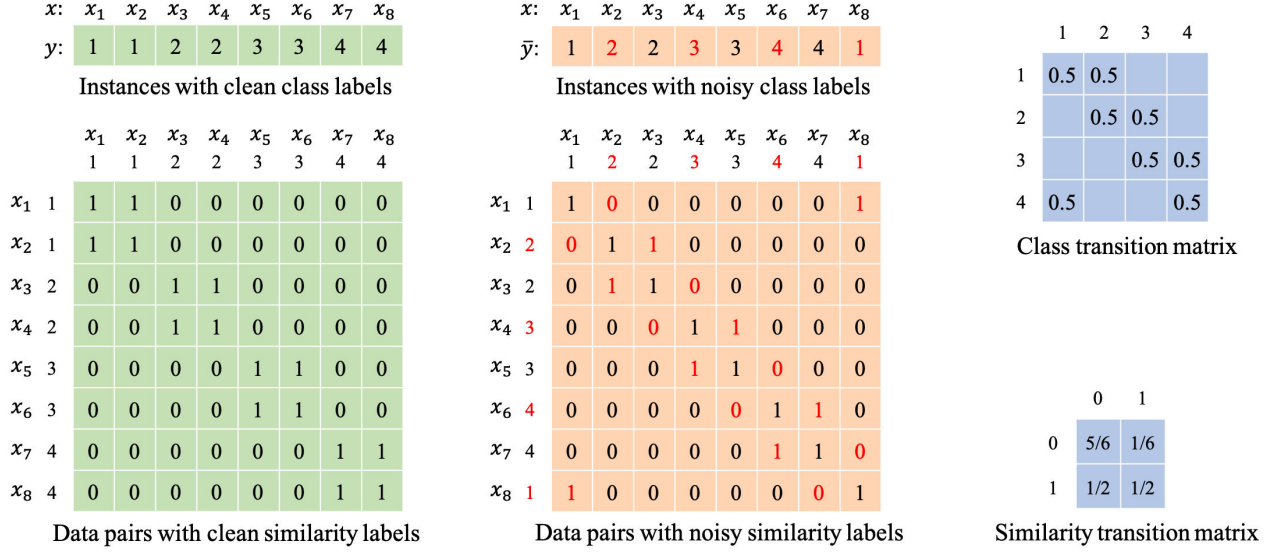 x: x₁ x₂ x₃ x₄ x₅ x₆ x₇ x₈
y: 1 1 2 2 3 3 4 4
Instances with clean class labels
x: x₁ x₂ x₃ x₄ x₅ x₆ x₇ x₈
ȳ: 1 2 2 3 3 4 4 1
Instances with noisy class labels
1 2 3 4
1 0.5 0.5
2 0.5 0.5
3 0.5 0.5
4 0.5 0.5
Class transition matrix
x₁ x₂ x₃ x₄ x₅ x₆ x₇ x₈
1 1 2 2 3 3 4 4
x₁ 1 1 1 0 0 0 0 0 0
x₂ 1 1 1 0 0 0 0 0 0
x₃ 2 0 0 1 1 0 0 0 0
x₄ 2 0 0 1 1 0 0 0 0
x₅ 3 0 0 0 0 1 1 0 0
x₆ 3 0 0 0 0 1 1 0 0
x₇ 4 0 0 0 0 0 0 1 1
x₈ 4 0 0 0 0 0 0 1 1
Data pairs with clean similarity labels
x₁ x₂ x₃ x₄ x₅ x₆ x₇ x₈
1 2 2 3 3 4 4 1
x₁ 1 1 0 0 0 0 0 0 1
x₂ 2 0 1 1 0 0 0 0 0
x₃ 2 0 1 1 0 0 0 0 0
x₄ 3 0 0 0 1 1 0 0 0
x₅ 3 0 0 0 1 1 0 0 0
x₆ 4 0 0 0 0 0 1 1 0
x₇ 4 0 0 0 0 0 1 1 0
x₈ 1 1 0 0 0 0 0 0 1
Data pairs with noisy similarity labels
0 1
0 5/6 1/6
1 1/2 1/2
Similarity transition matrix